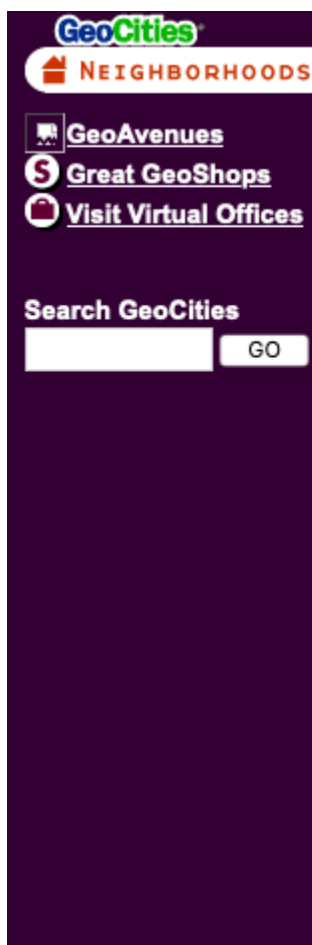 GeoCities
NEIGHBORHOODS
GeoAvenues
S Great GeoShops
Visit Virtual Offices
Search GeoCities
GO